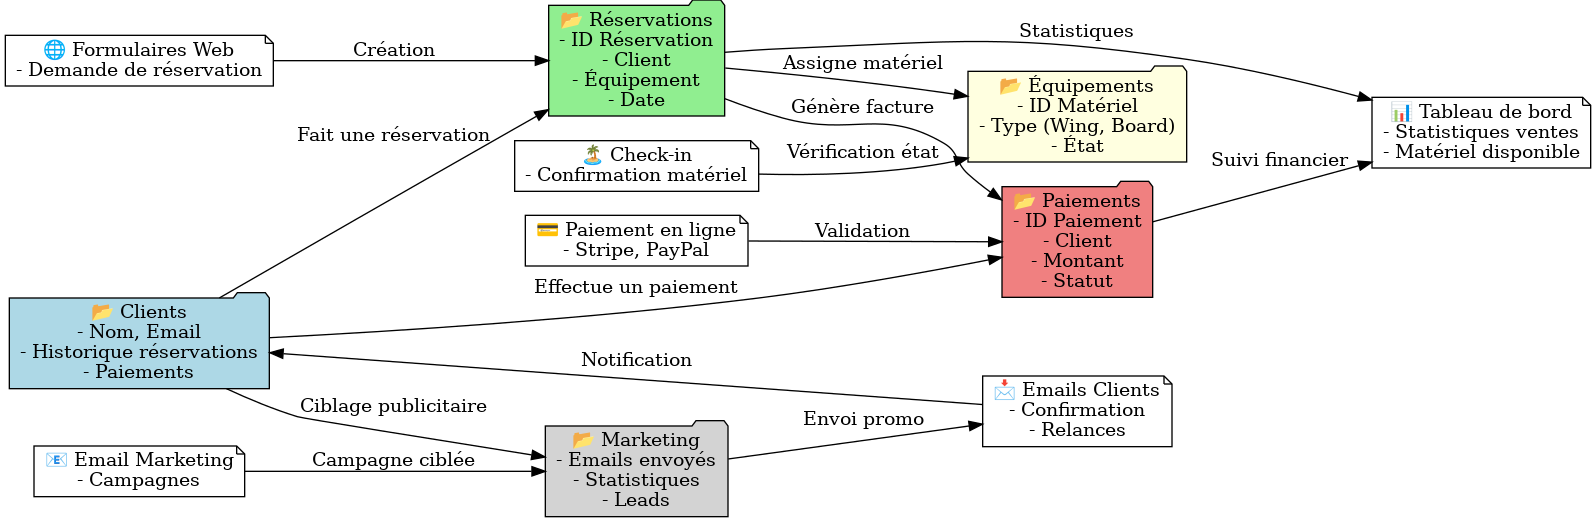 🌐 Formulaires Web
- Demande de réservation
Création
📂 Réservations
- ID Réservation
- Client
- Équipement
- Date
Statistiques
Assigne matériel
Génère facture
Fait une réservation
🏝️ Check-in
- Confirmation matériel
Vérification état
📂 Équipements
- ID Matériel
- Type (Wing, Board)
- État
📊 Tableau de bord
- Statistiques ventes
- Matériel disponible
Suivi financier
💳 Paiement en ligne
- Stripe, PayPal
Validation
📂 Paiements
- ID Paiement
- Client
- Montant
- Statut
Effectue un paiement
📂 Clients
- Nom, Email
- Historique réservations
- Paiements
Notification
📩 Emails Clients
- Confirmation
- Relances
Ciblage publicitaire
Envoi promo
📧 Email Marketing
- Campagnes
Campagne ciblée
📂 Marketing
- Emails envoyés
- Statistiques
- Leads